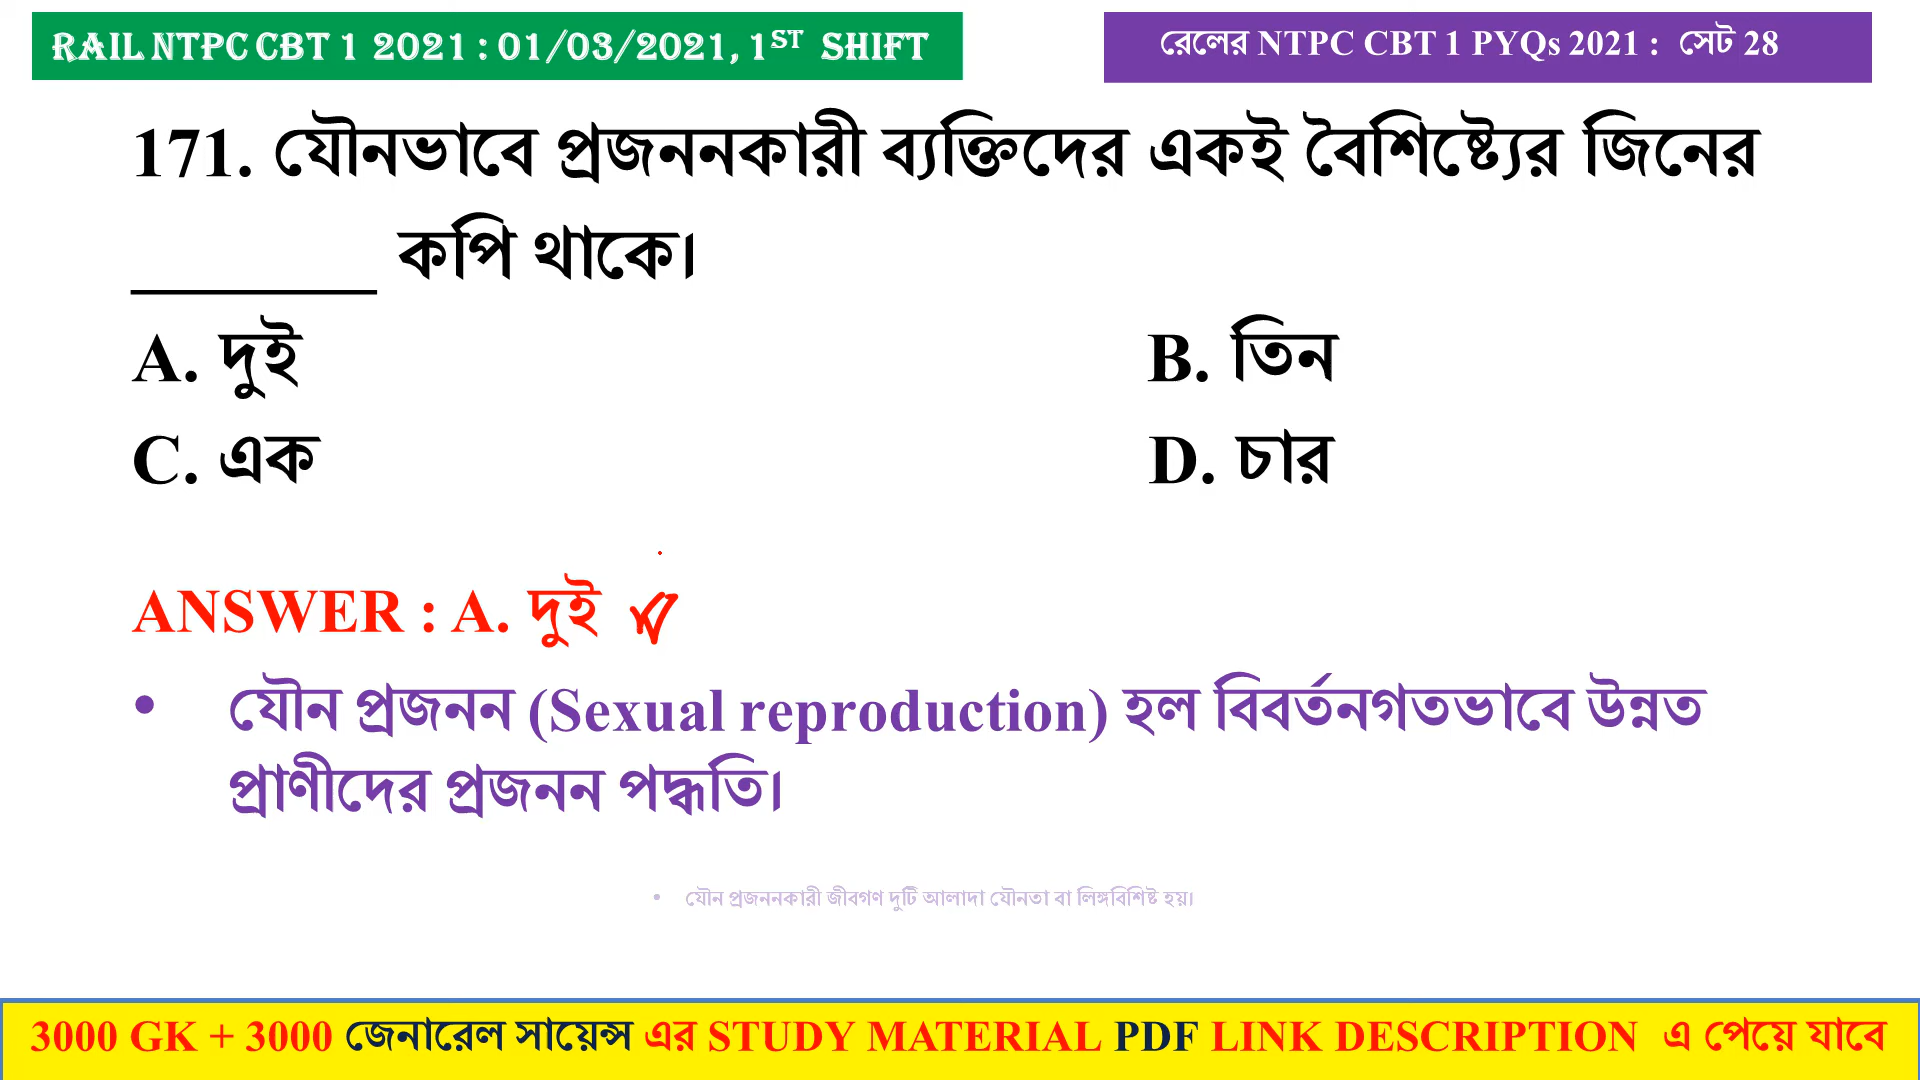 RAIL NTPC CBT 1 2021 : 01/03/2021, 1ST SHIFT
রেলের NTPC CBT 1 PYQs 2021 : সেট 28
171. যৌনভাবে প্রজননকারী ব্যক্তিদের একই বৈশিষ্ট্যের জিনের
________ কপি থাকে।
A. দুই
B. তিন
C. এক
D. চার
ANSWER : A. দুই
• যৌন প্রজনন (Sexual reproduction) হল বিবর্তনগতভাবে উন্নত
প্রাণীদের প্রজনন পদ্ধতি।
• যৌন প্রজননকারী জীবগণ দুটি আলাদা যৌনতা বা লিঙ্গবিশিষ্ট হয়।
3000 GK + 3000 জেনারেল সায়েন্স এর STUDY MATERIAL PDF LINK DESCRIPTION এ পেয়ে যাবে